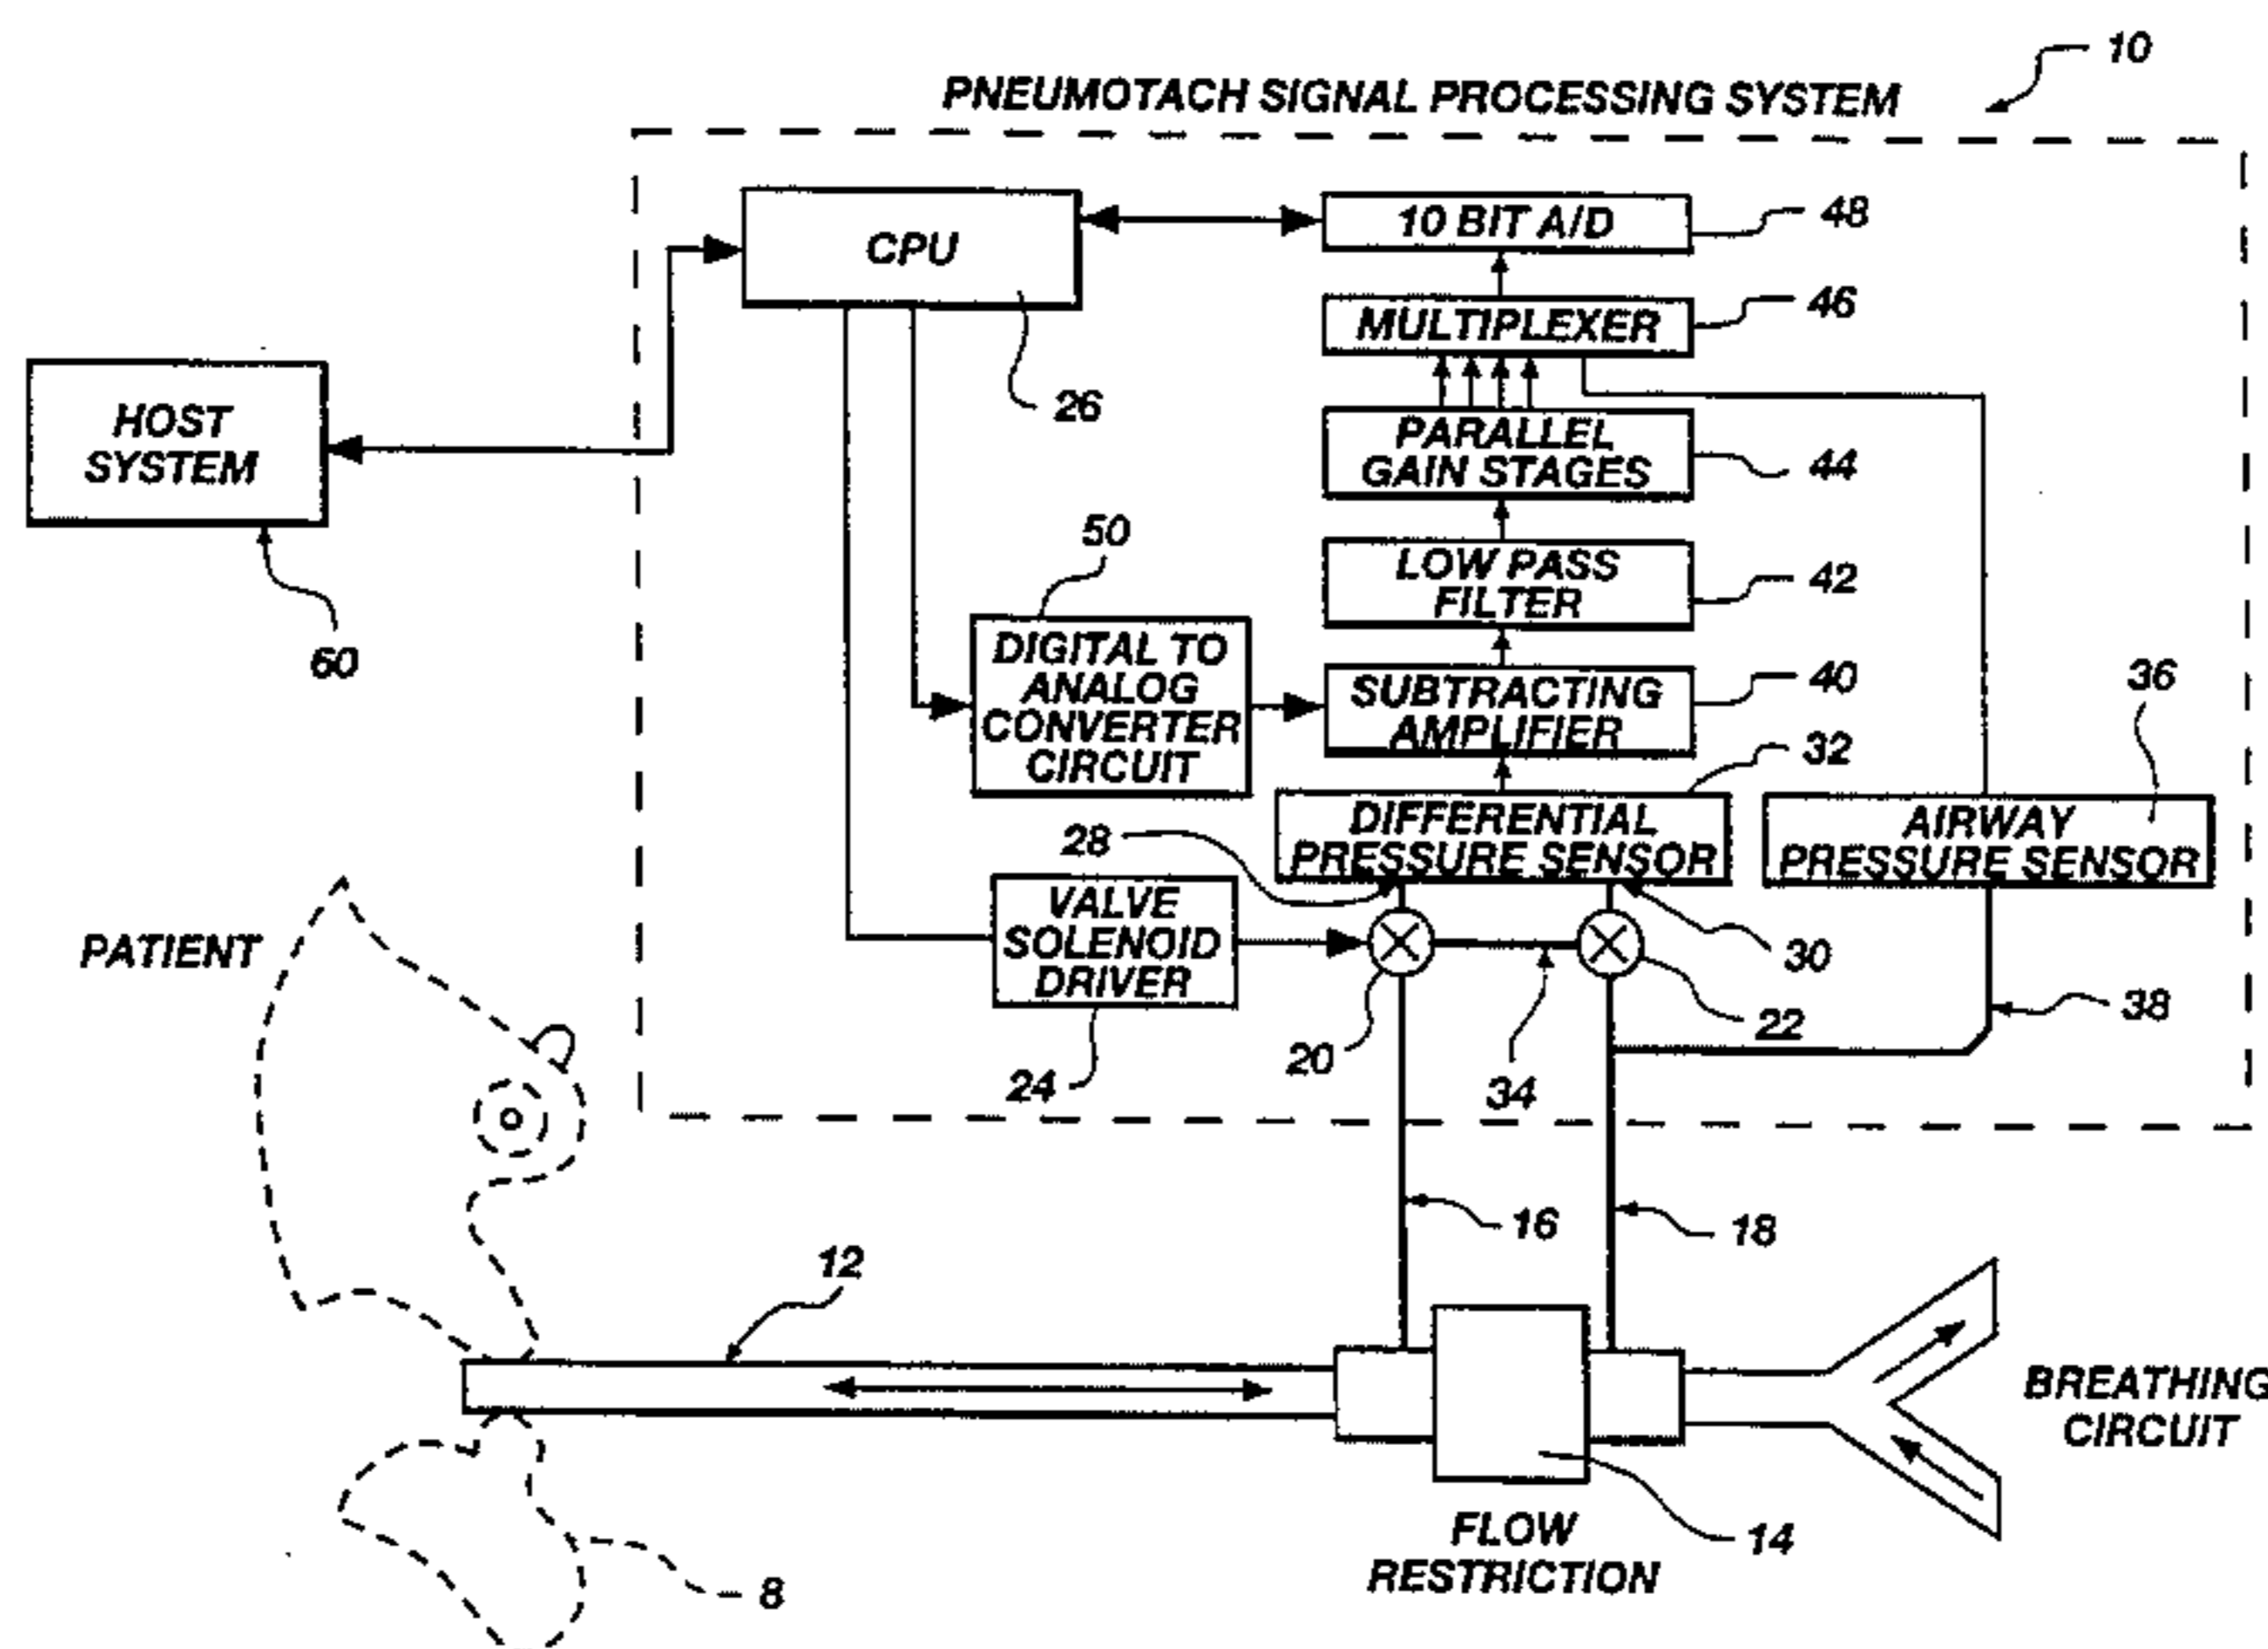 10
PNEUMOTACH SIGNAL PROCESSING SYSTEM
CPU
10 BIT A/D
48
MULTIPLEXER
46
26
HOST
SYSTEM
PARALLEL
GAIN STAGES
44
50
LOW PASS
FILTER
42
60
DIGITAL TO
ANALOG
CONVERTER
CIRCUIT
SUBTRACTING
AMPLIFIER
40
36
32
28
DIFFERENTIAL
PRESSURE SENSOR
AIRWAY
PRESSURE SENSOR
PATIENT
VALVE
SOLENOID
DRIVER
30
38
22
20
24
34
16
18
12
BREATHING
CIRCUIT
FLOW
RESTRICTION
14
8